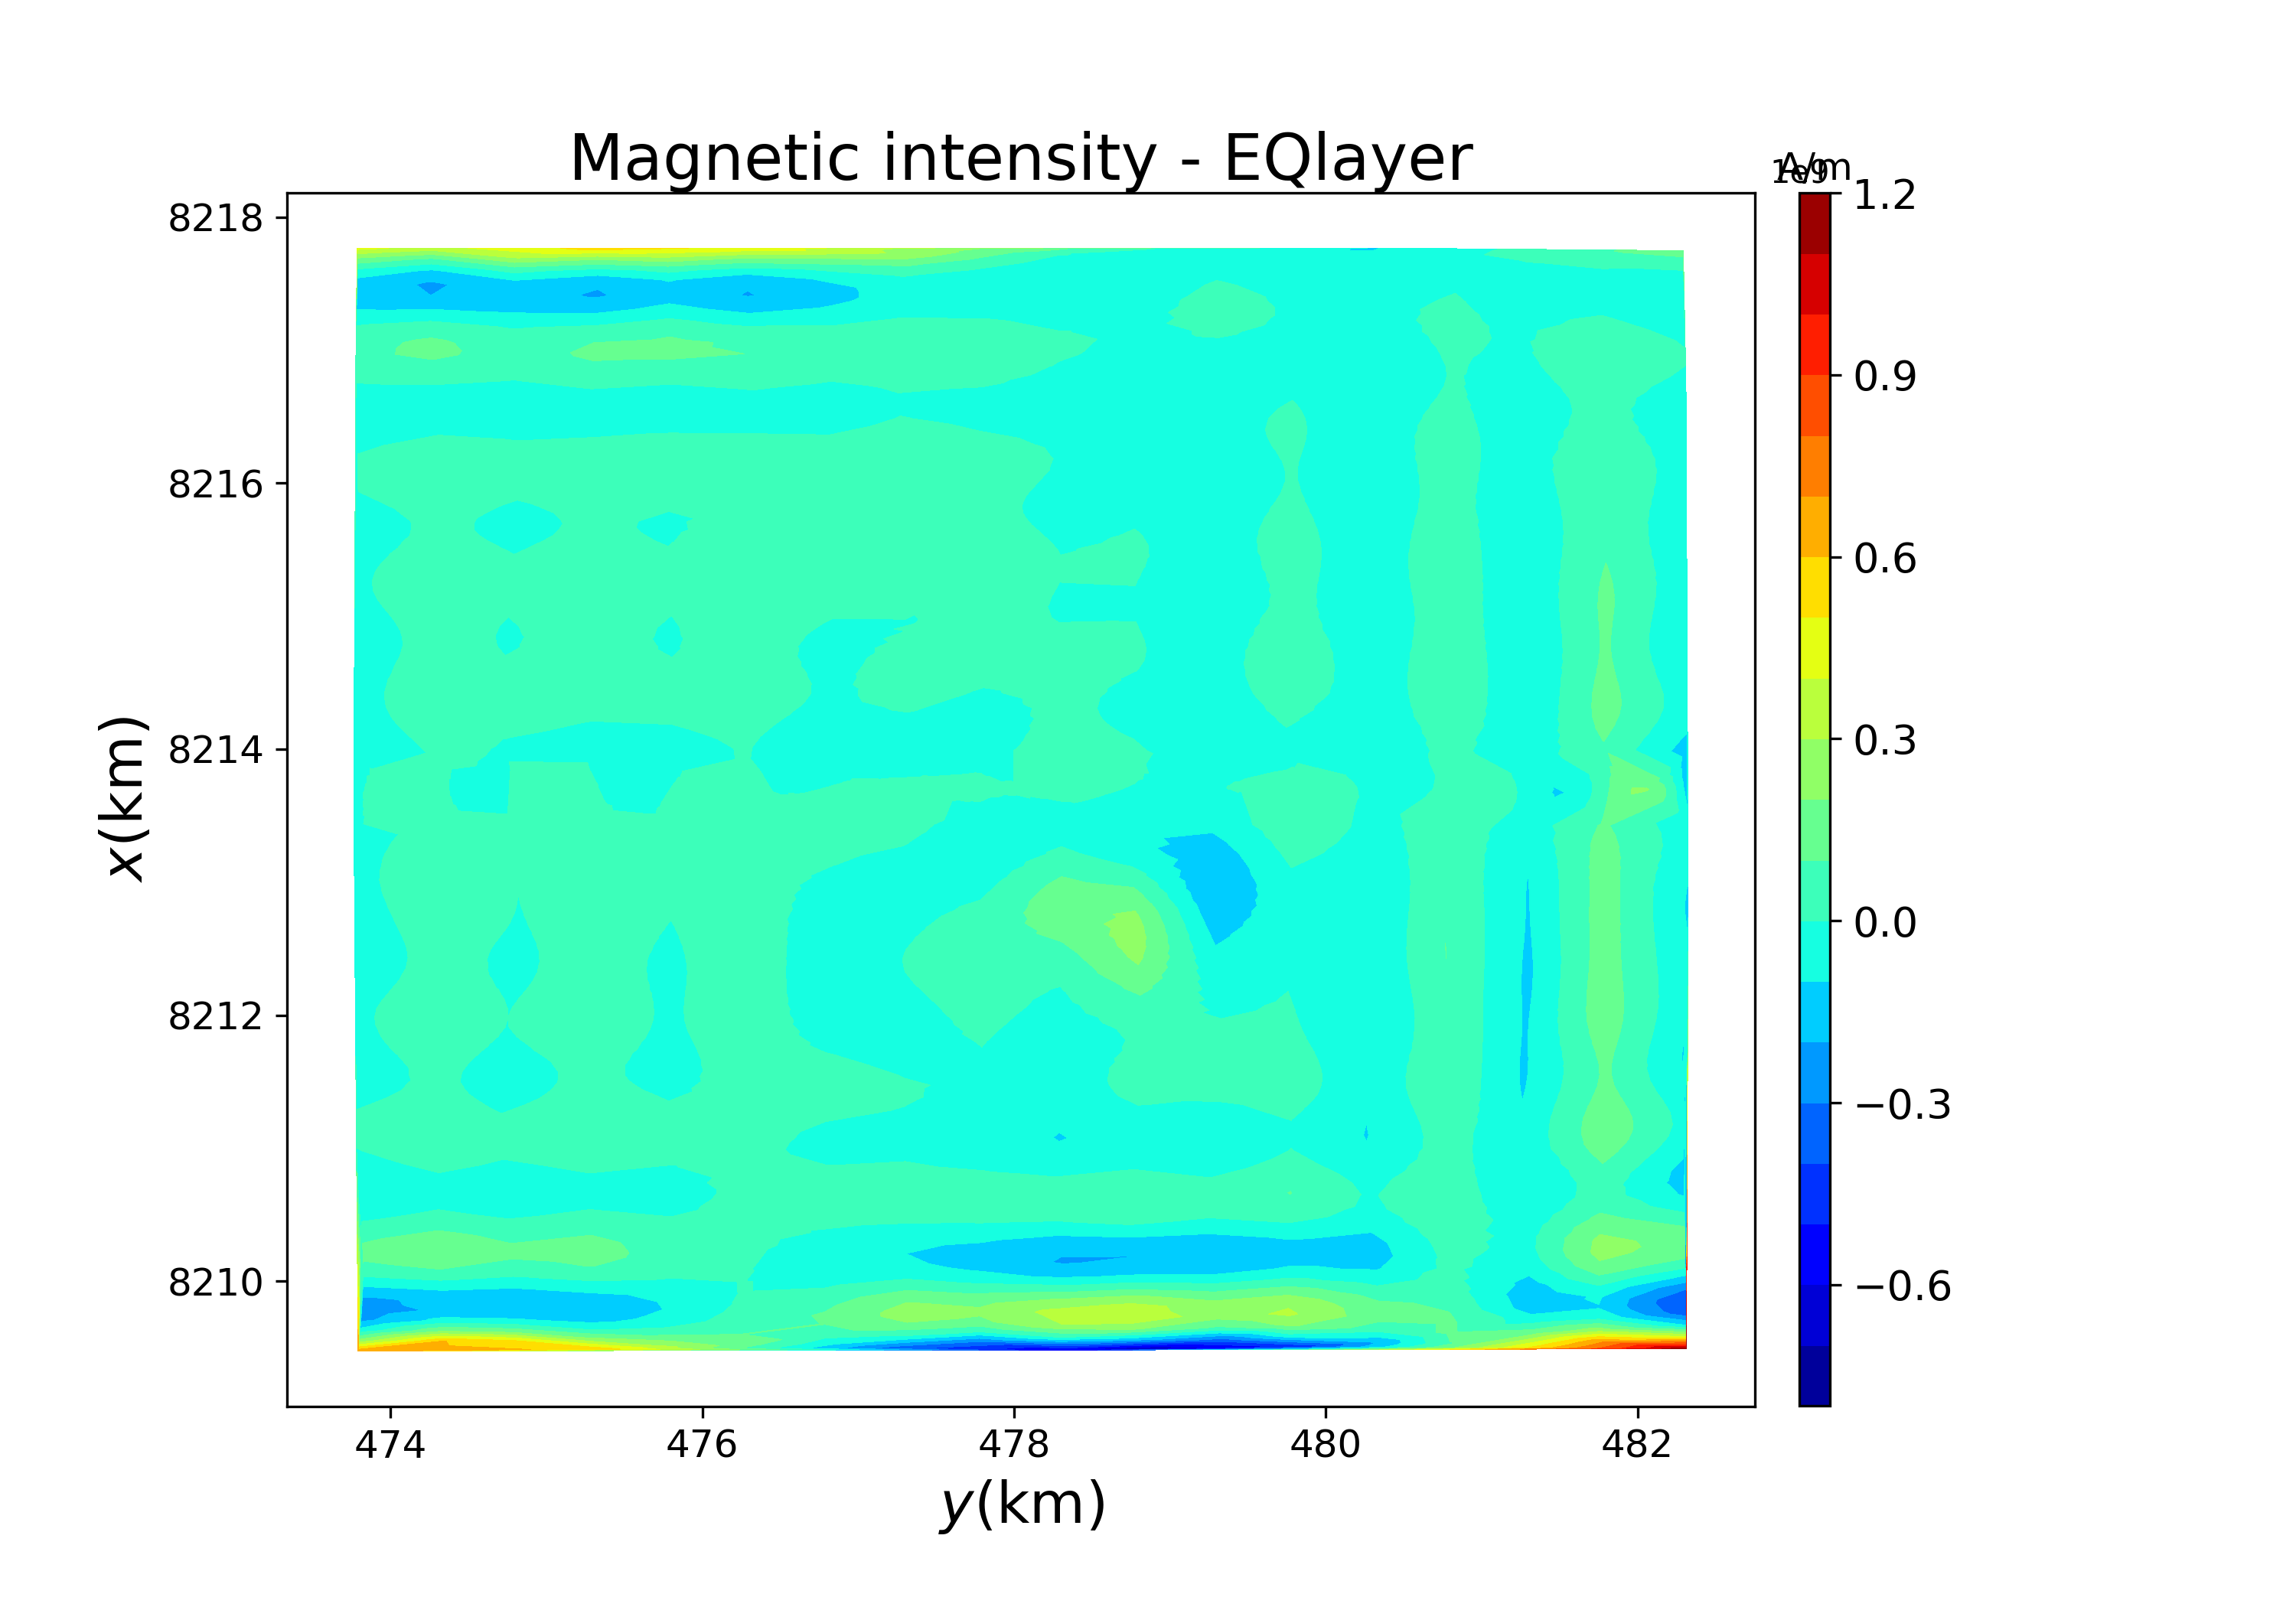 Magnetic intensity - EQlayer
A/m
1e9
1.2
0.9
0.6
0.3
0.0
−0.3
−0.6
8218
8216
8214
8212
8210
x(km)
474 476 478 480 482
y(km)